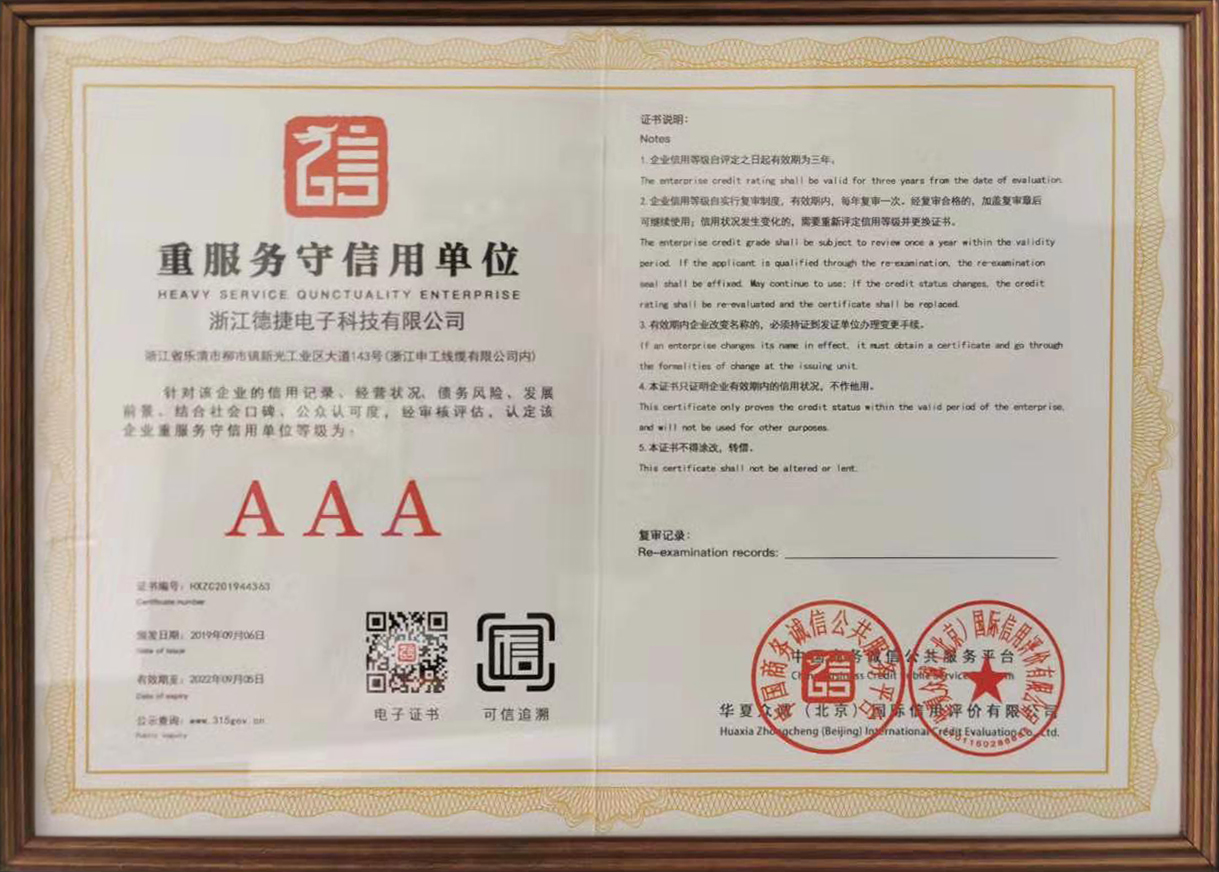 重服务守信用单位
HEAVY SERVICE QUNCTUALITY ENTERPRISE
浙江德捷电子科技有限公司
浙江省乐清市柳市镇新光工业区大道143号(浙江申工线缆有限公司内)
针对该企业的信用记录、经营状况、债务风险、发展
前景、结合社会口碑、公众认可度，经审核评估，认定该
企业重服务守信用单位等级为：
AAA
证书编号：HXZC201944363
Certificate number
颁发日期：2019年09月06日
Date of issue
有效期至：2022年09月05日
Date of expiry
公示查询：www.315gov.cn
Public inquiry
电子证书
可信追溯
证书说明：
Notes
1.企业信用等级自评定之日起有效期为三年。
The enterprise credit rating shall be valid for three years from the date of evaluation.
2.企业信用等级自实行复审制度，有效期内，每年复审一次。经复审合格的，加盖复审章后
可继续使用；信用状况发生变化的，需要重新评定信用等级并更换证书。
The enterprise credit grade shall be subject to review once a year within the validity
period. If the applicant is qualified through the re-examination, the re-examination
seal shall be affixed. May continue to use; If the credit status changes, the credit
rating shall be re-evaluated and the certificate shall be replaced.
3.有效期内企业改变名称的，必须持证到发证单位办理变更手续。
If an enterprise changes its name in effect, it must obtain a certificate and go through
the formalities of change at the issuing unit.
4.本证书只证明企业有效期内的信用状况，不作他用。
This certificate only proves the credit status within the valid period of the enterprise,
and will not be used for other purposes.
5.本证书不得涂改，转借。
This certificate shall not be altered or lent.
复审记录：
Re-examination records:
中国商务诚信公共服务平台
China Business Credit Public Service Platform
华夏众诚（北京）国际信用评价有限公司
Huaxia Zhongcheng (Beijing) International Credit Evaluation Co., Ltd.